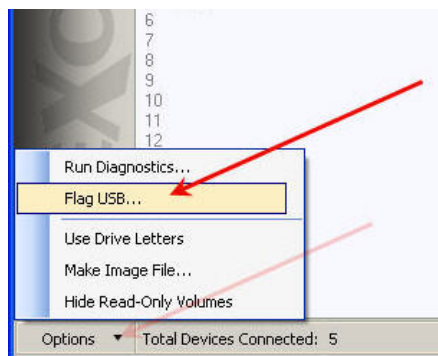 6
7
8
9
10
11
12
Run Diagnostics...
Flag USB...
Use Drive Letters
Make Image File...
Hide Read-Only Volumes
Options
Total Devices Connected: 5